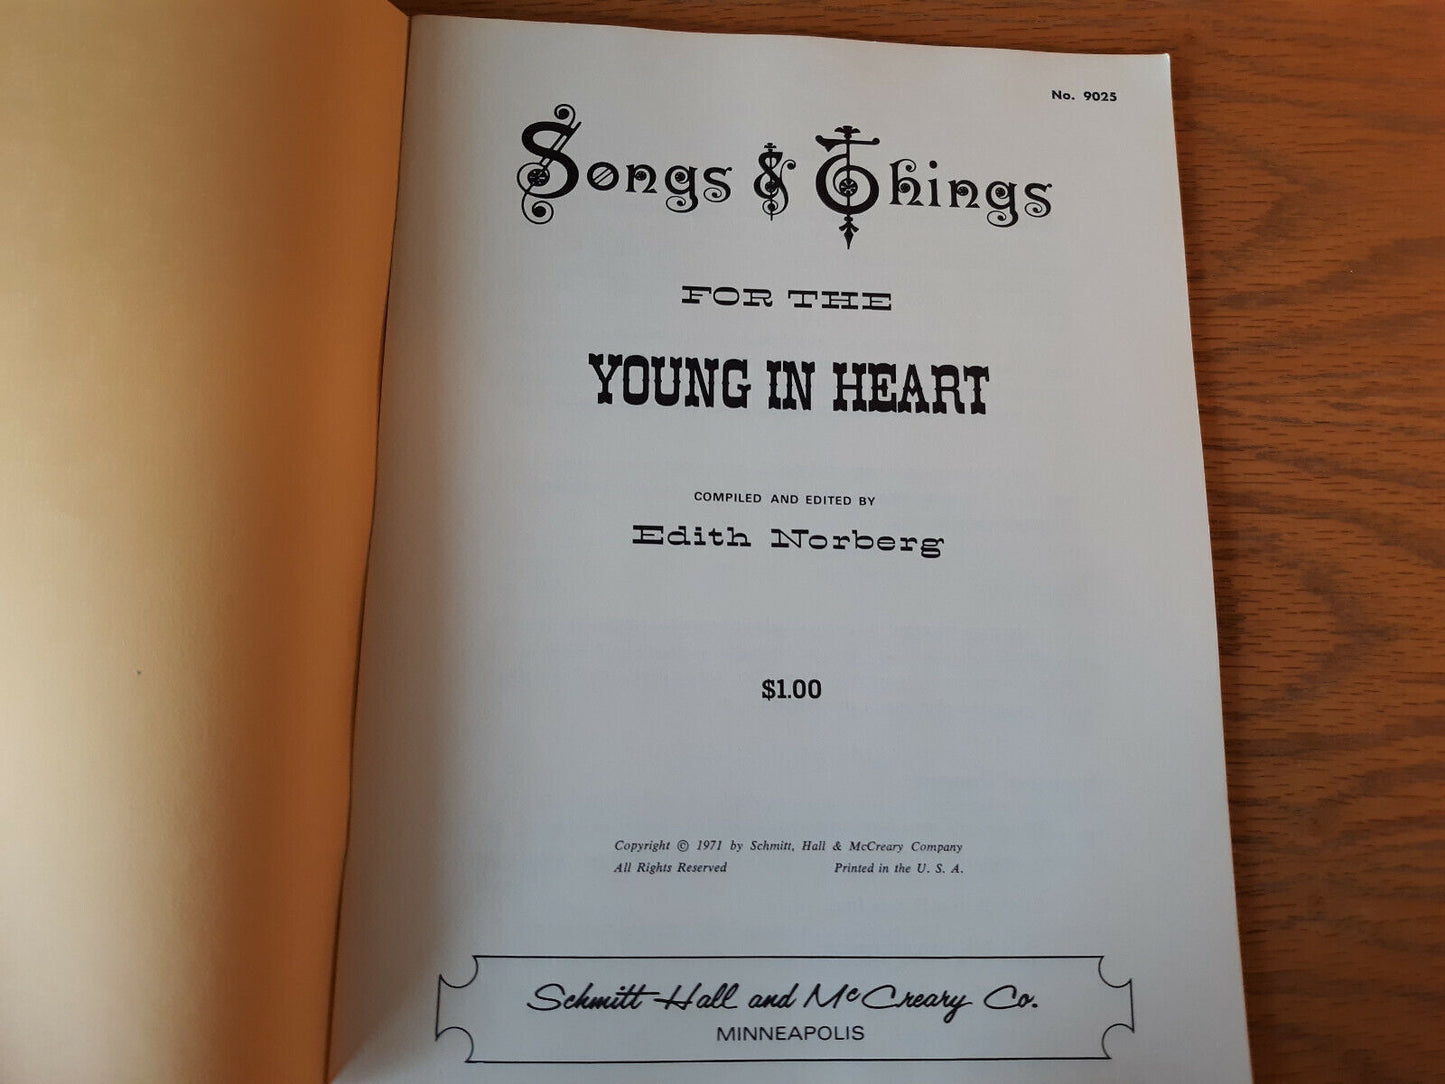 No. 9025
Songs & Things
FOR THE
YOUNG IN HEART
COMPILED AND EDITED BY
Edith Norberg
$1.00
Copyright © 1971 by Schmitt, Hall & McCreary Company
All Rights Reserved Printed in the U. S. A.
Schmitt Hall and McCreary Co.
MINNEAPOLIS